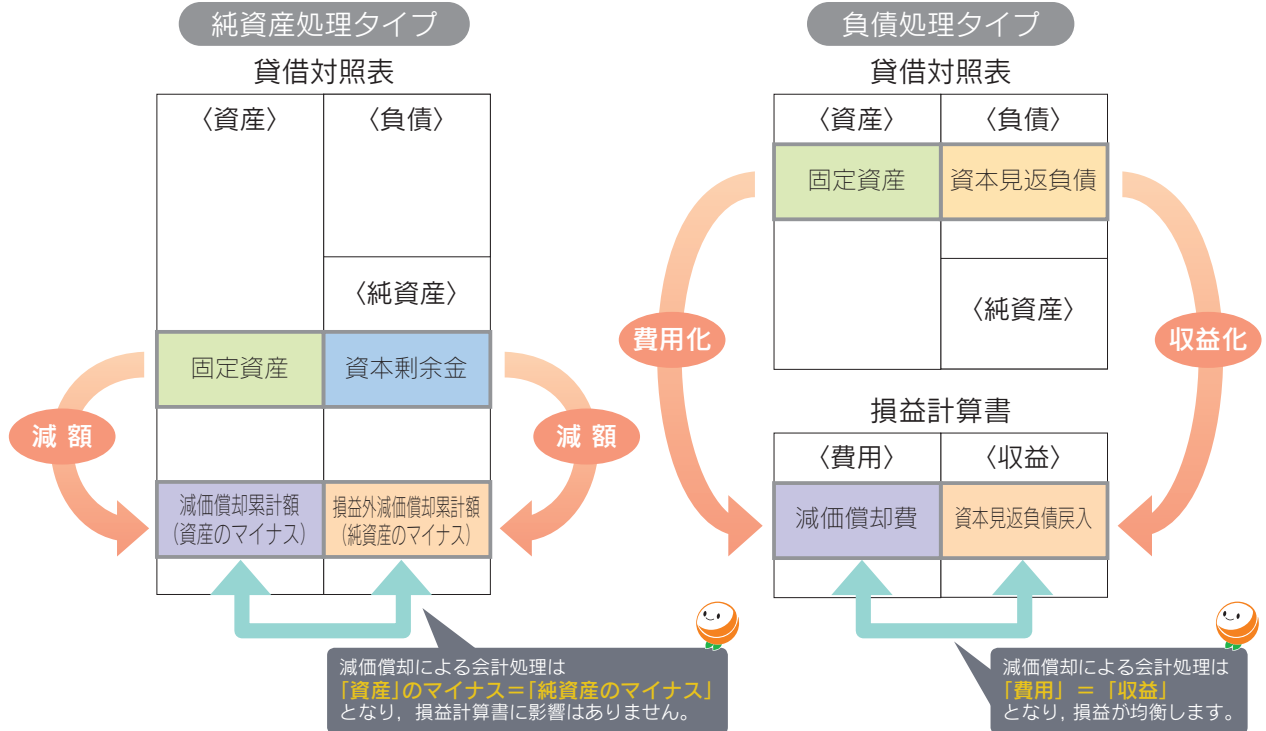 純資産処理タイプ
貸借対照表
〈資産〉
〈負債〉
〈純資産〉
固定資産
資本剰余金
減 額
減 額
減価償却累計額
(資産のマイナス)
損益外減価償却累計額
(純資産のマイナス)
減価償却による会計処理は
「資産」のマイナス＝「純資産のマイナス」
となり，損益計算書に影響はありません。
負債処理タイプ
貸借対照表
〈資産〉
〈負債〉
固定資産
資本見返負債
〈純資産〉
費用化
収益化
損益計算書
〈費用〉
〈収益〉
減価償却費
資本見返負債戻入
減価償却による会計処理は
「費用」＝「収益」
となり，損益が均衡します。